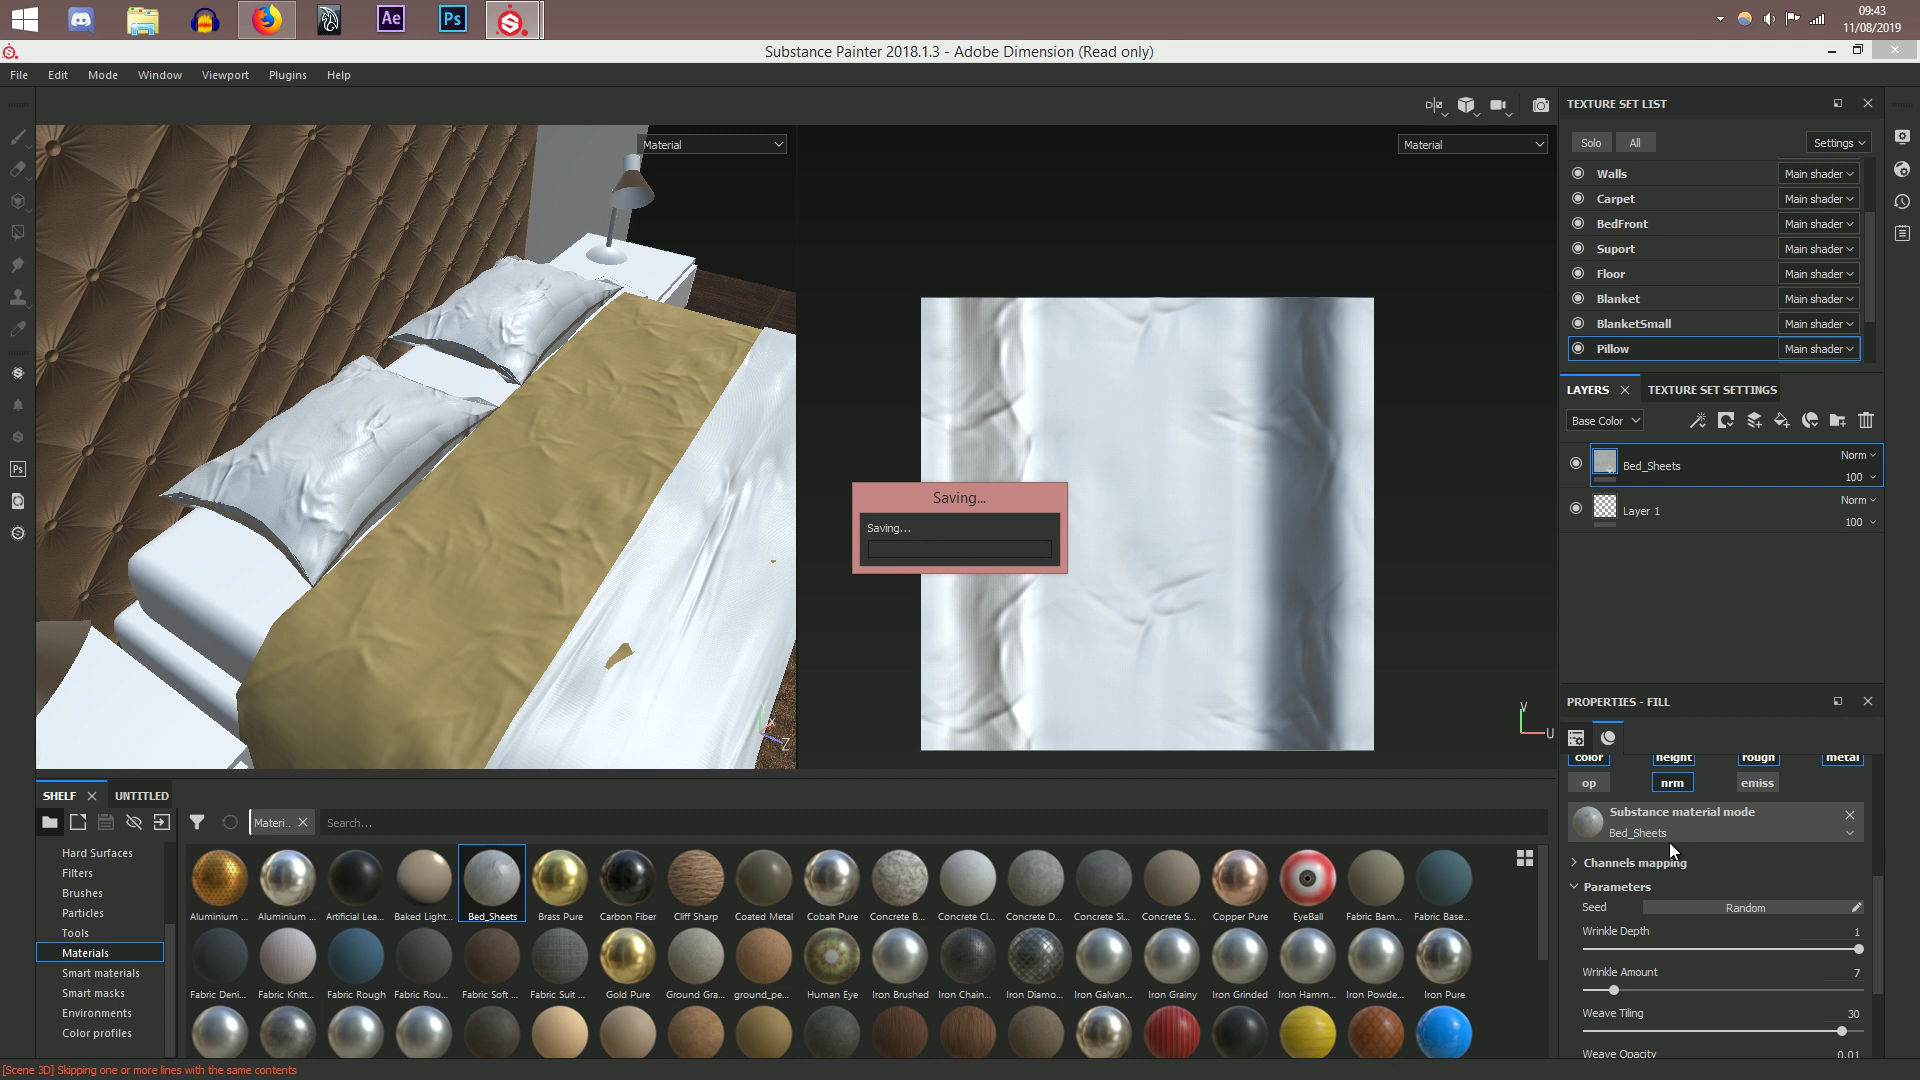 Ae
Ps
09:43
11/08/2019
Substance Painter 2018.1.3 - Adobe Dimension (Read only)
File Edit Mode Window Viewport Plugins Help
Material
Material
TEXTURE SET LIST
Solo All Settings
Walls Main shader
Carpet Main shader
BedFront Main shader
Suport Main shader
Floor Main shader
Blanket Main shader
BlanketSmall Main shader
Pillow Main shader
LAYERS TEXTURE SET SETTINGS
Base Color
Bed_Sheets Norm
100
Layer 1 Norm
100
Saving...
Saving...
X
Z
V
U
Ps
PROPERTIES - FILL
color height rough metal
op nrm emiss
Substance material mode
Bed_Sheets
Channels mapping
Parameters
Seed Random
Wrinkle Depth 1
Wrinkle Amount 7
Weave Tiling 30
Weave Opacity 0.01
SHELF UNTITLED
Materi.. Search...
Hard Surfaces
Filters
Brushes
Particles
Tools
Materials
Smart materials
Smart masks
Environments
Color profiles
Aluminium ... Aluminium ... Artificial Lea... Baked Light... Bed_Sheets Brass Pure Carbon Fiber Cliff Sharp Coated Metal Cobalt Pure Concrete B... Concrete Cl... Concrete D... Concrete Si... Concrete S... Copper Pure EyeBall Fabric Bam... Fabric Base...
Fabric Deni... Fabric Knitt... Fabric Rough Fabric Rou... Fabric Soft ... Fabric Suit ... Gold Pure Ground Gra... ground_pe... Human Eye Iron Brushed Iron Chain... Iron Diamo... Iron Galvan... Iron Grainy Iron Grinded Iron Hamm... Iron Powde... Iron Pure
[Scene 3D] Skipping one or more lines with the same contents